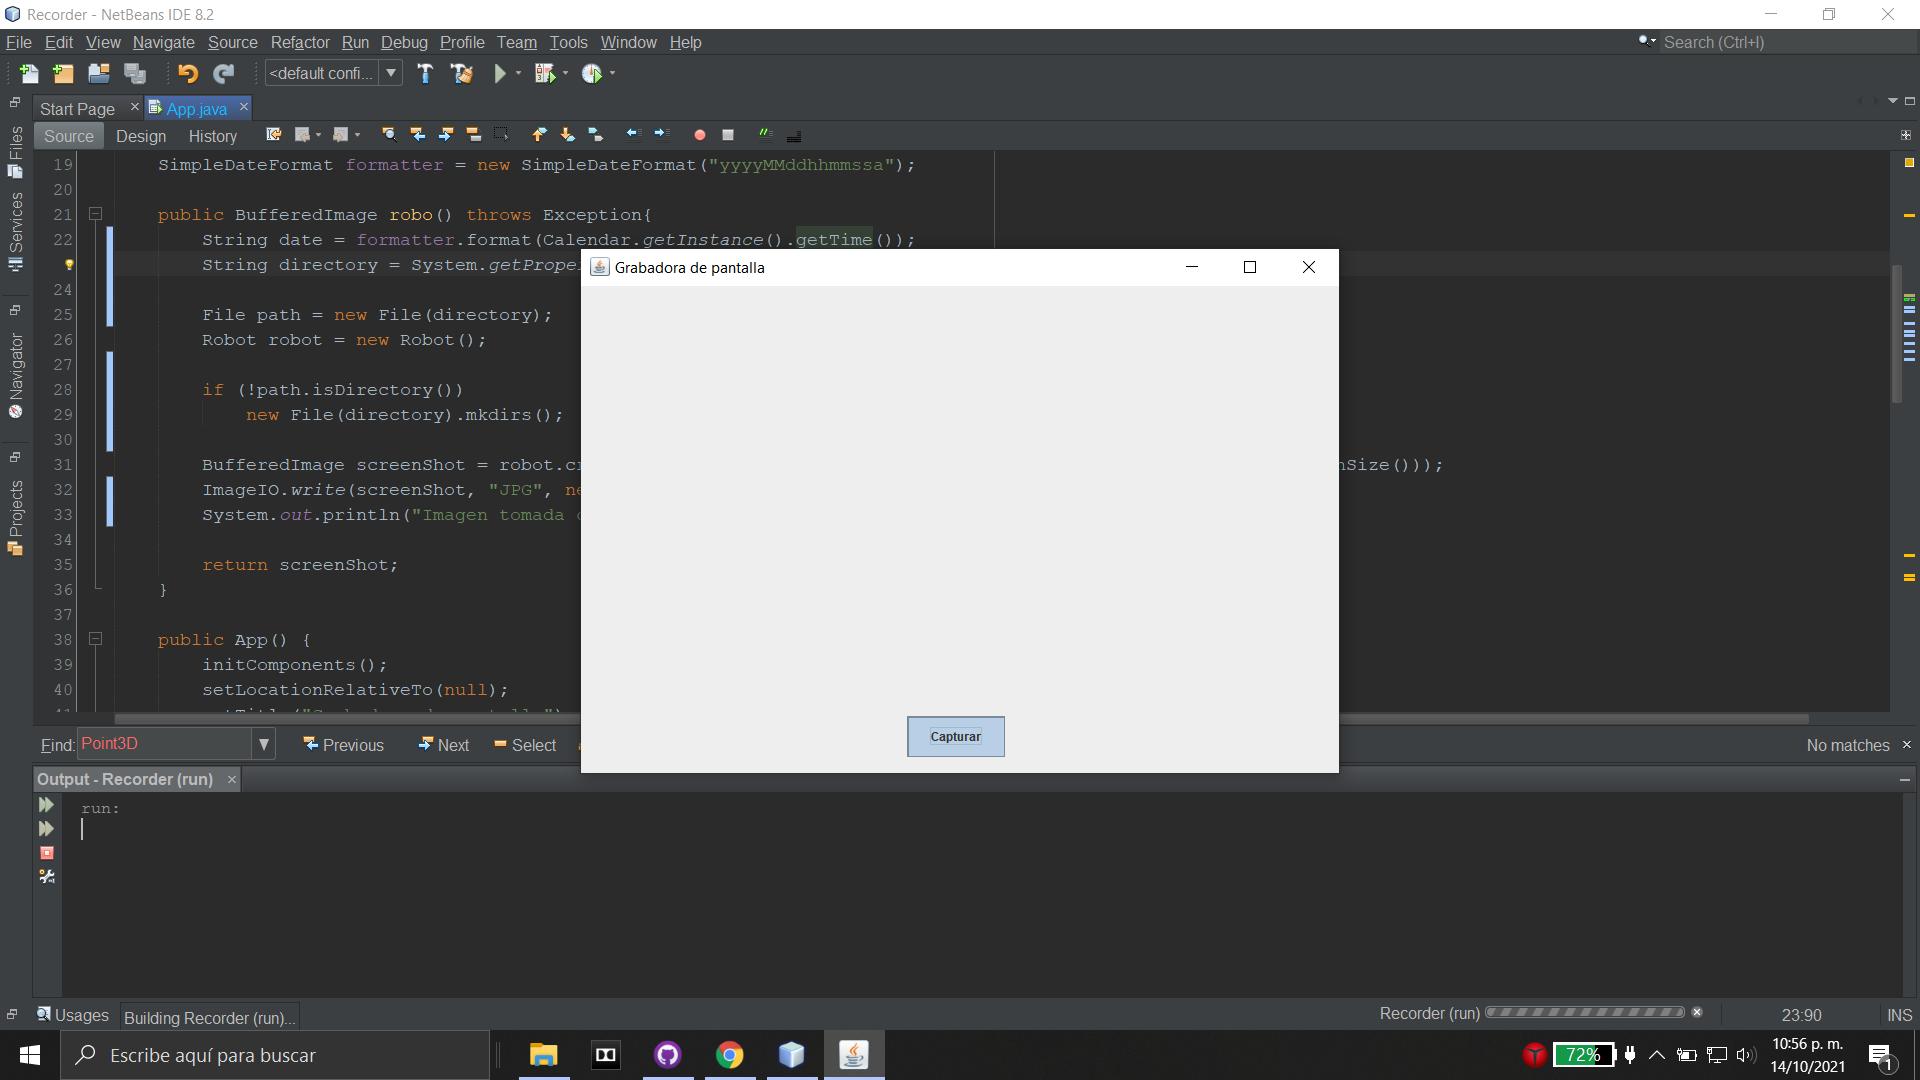 Recorder - NetBeans IDE 8.2
File Edit View Navigate Source Refactor Run Debug Profile Team Tools Window Help
Search (Ctrl+I)
<default confi...
Start Page
App.java
Source Design History
Files
Services
Navigator
Projects
19 SimpleDateFormat formatter = new SimpleDateFormat("yyyyMMddhhmmssa");
20
21 public BufferedImage robo() throws Exception{
22 String date = formatter.format(Calendar.getInstance().getTime());
String directory = System.getPrope
24
25 File path = new File(directory);
26 Robot robot = new Robot();
27
28 if (!path.isDirectory())
29 new File(directory).mkdirs();
30
31 BufferedImage screenShot = robot.c nSize()));
32 ImageIO.write(screenShot, "JPG", ne
33 System.out.println("Imagen tomada
34
35 return screenShot;
36 }
37
38 public App() {
39 initComponents();
40 setLocationRelativeTo(null);
Grabadora de pantalla
Capturar
Find: Point3D Previous Next Select No matches
Output - Recorder (run)
run:
Usages
Building Recorder (run)...
Recorder (run)
23:90
INS
Escribe aquí para buscar
72%
10:56 p. m.
14/10/2021
1